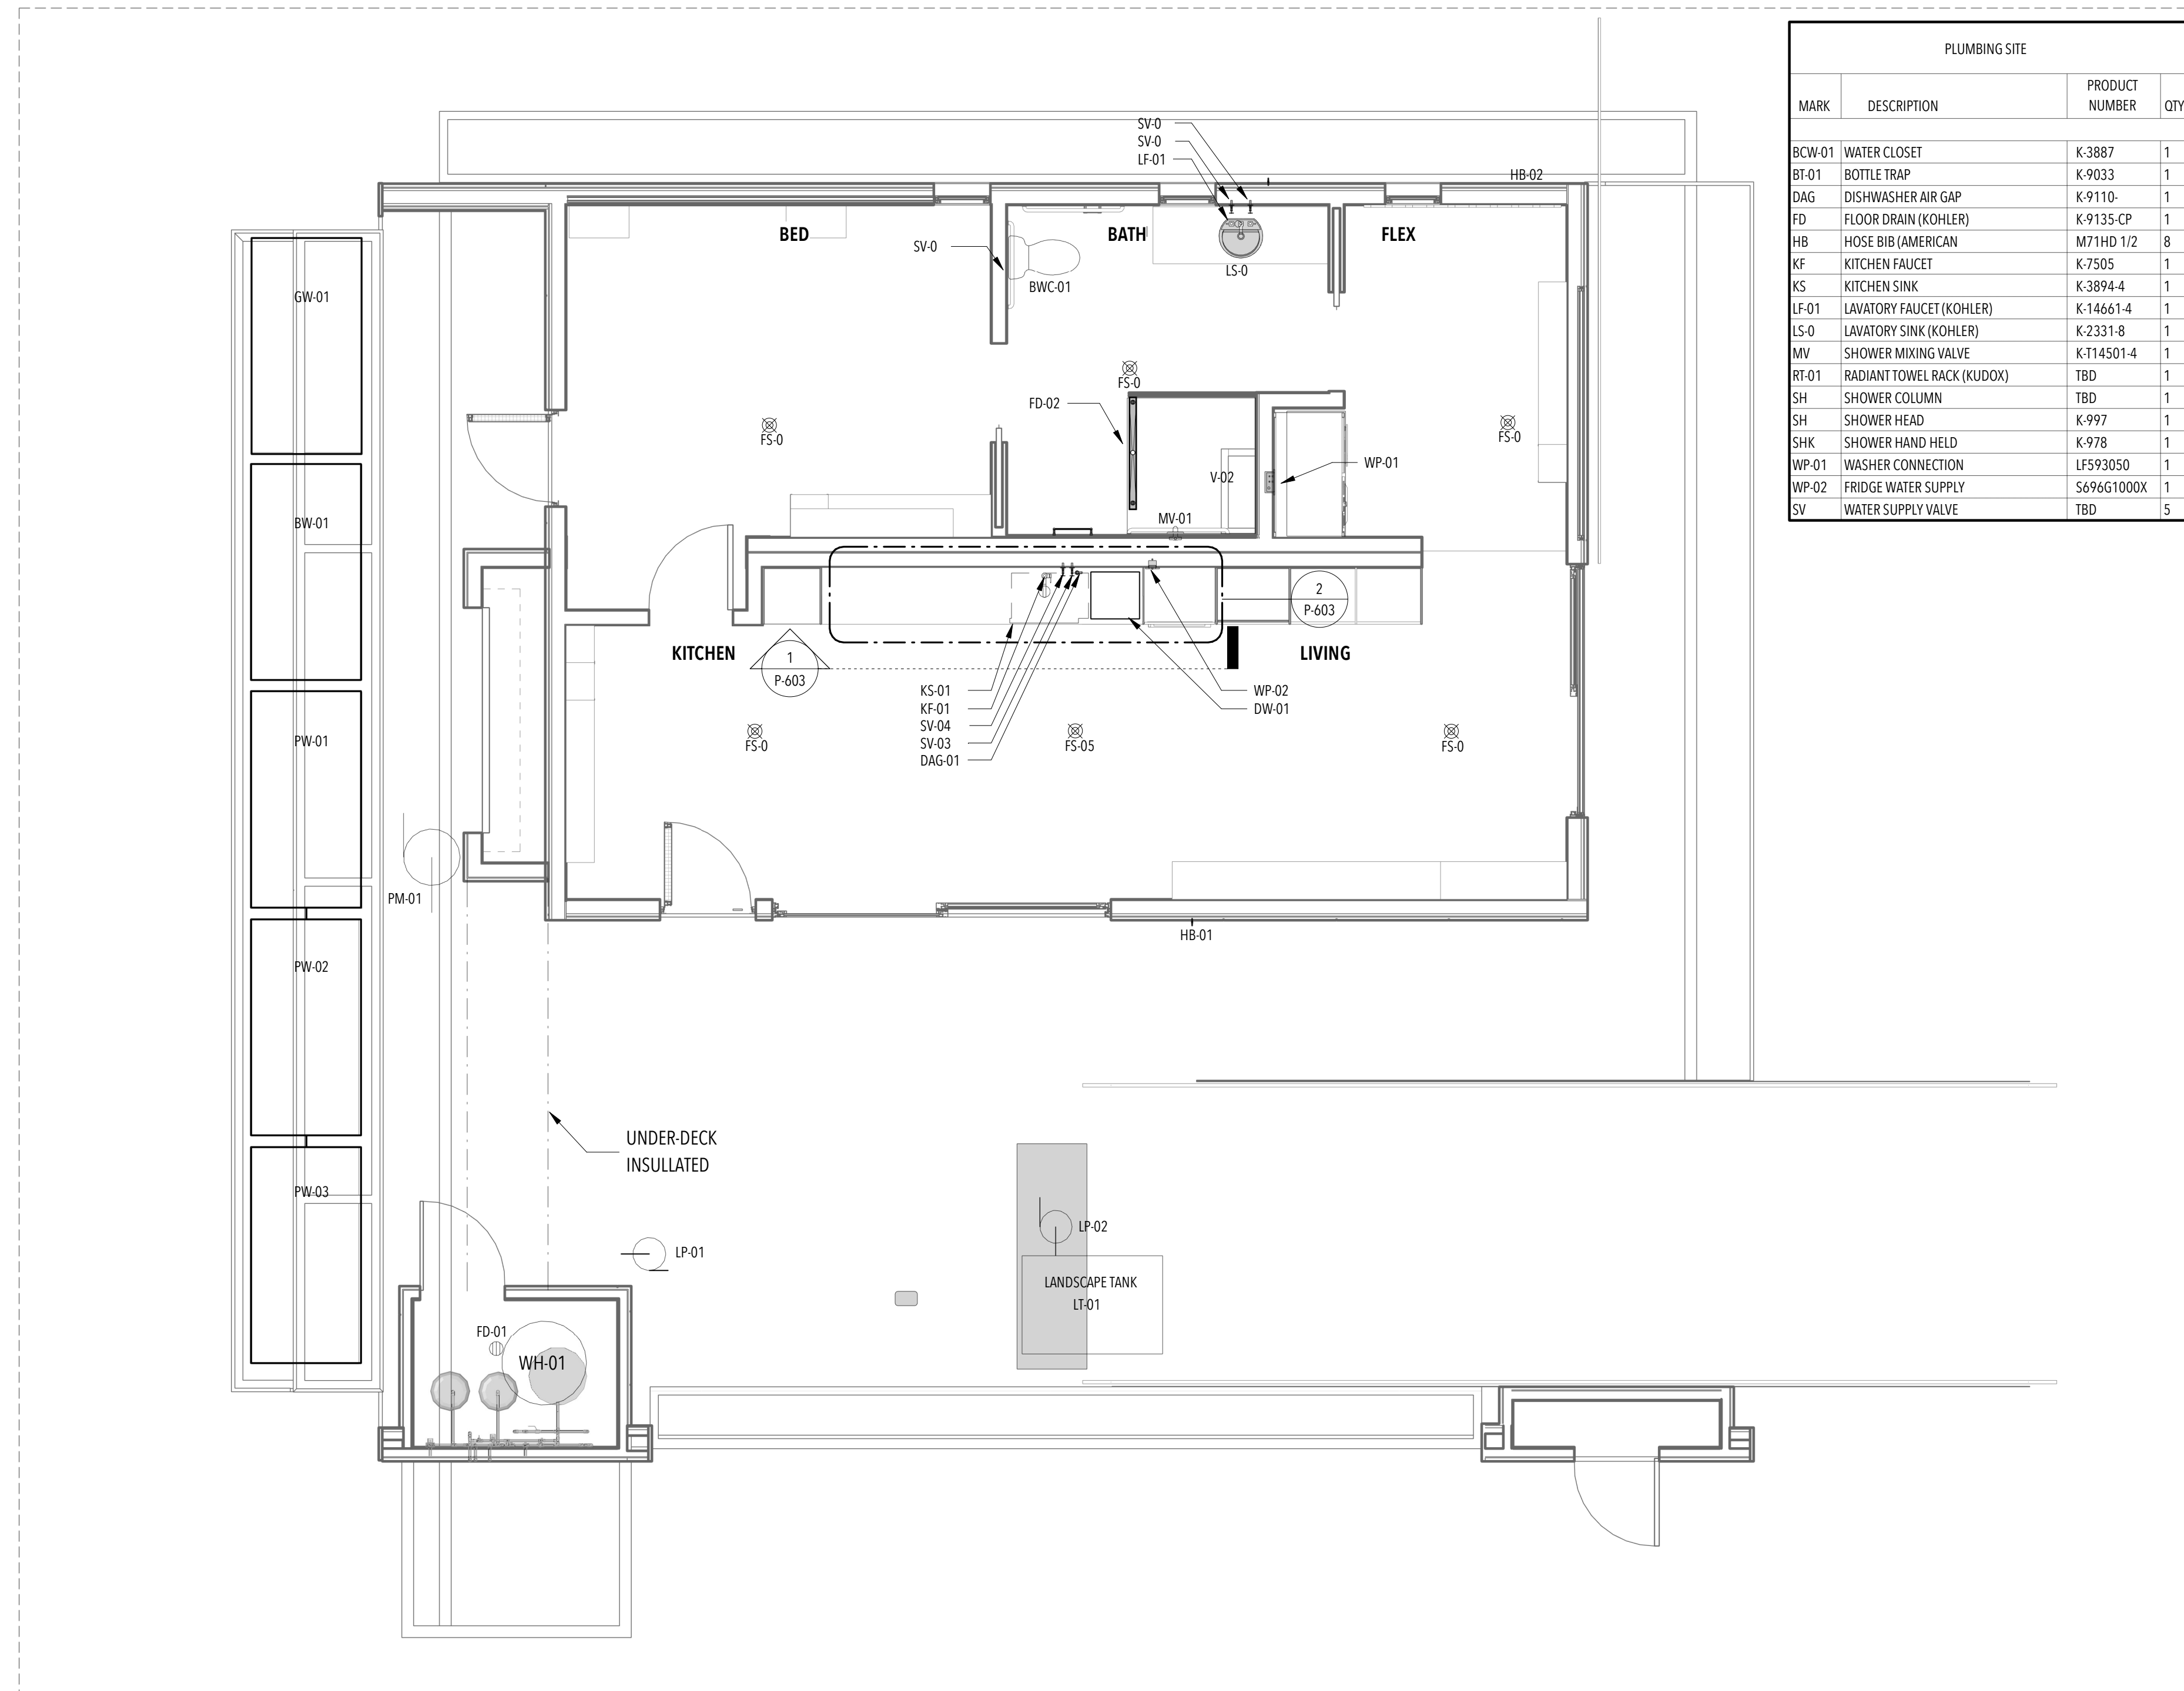 PLUMBING SITE
MARK DESCRIPTION PRODUCT NUMBER QTY
BCW-01 WATER CLOSET K-3887 1
BT-01 BOTTLE TRAP K-9033 1
DAG DISHWASHER AIR GAP K-9110- 1
FD FLOOR DRAIN (KOHLER) K-9135-CP 1
HB HOSE BIB (AMERICAN M71HD 1/2 8
KF KITCHEN FAUCET K-7505 1
KS KITCHEN SINK K-3894-4 1
LF-01 LAVATORY FAUCET (KOHLER) K-14661-4 1
LS-0 LAVATORY SINK (KOHLER) K-2331-8 1
MV SHOWER MIXING VALVE K-T14501-4 1
RT-01 RADIANT TOWEL RACK (KUDOX) TBD 1
SH SHOWER COLUMN TBD 1
SH SHOWER HEAD K-997 1
SHK SHOWER HAND HELD K-978 1
WP-01 WASHER CONNECTION LF593050 1
WP-02 FRIDGE WATER SUPPLY S696G1000X 1
SV WATER SUPPLY VALVE TBD 5
SV-0
SV-0
LF-01
HB-02
BED
BATH
FLEX
SV-0
LS-0
BWC-01
GW-01
FS-0
FD-02
FS-0
FS-0
WP-01
V-02
MV-01
BW-01
2
P-603
KITCHEN
1
P-603
LIVING
KS-01
KF-01
SV-04
SV-03
DAG-01
WP-02
DW-01
PW-01
FS-0
FS-05
FS-0
PM-01
HB-01
PW-02
UNDER-DECK
INSULLATED
PW-03
LP-01
LP-02
LANDSCAPE TANK
LT-01
FD-01
WH-01